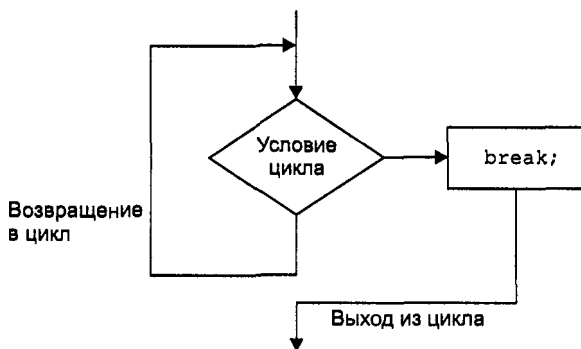 Условие
цикла
break;
Возвращение
в цикл
Выход из цикла